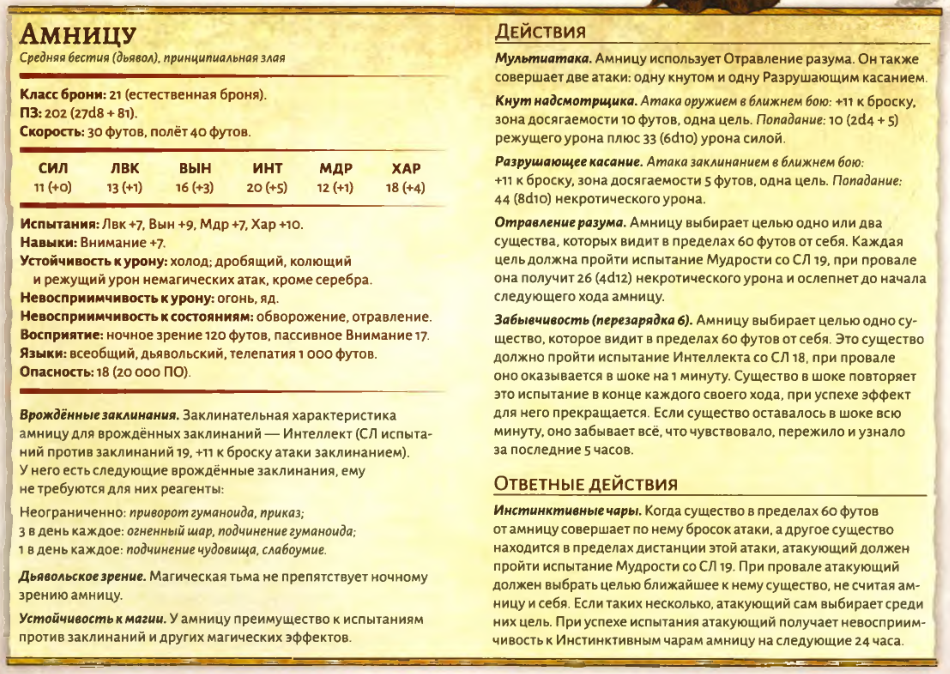 Амницу
Средняя бестия (дьявол), принципиальная злая
Класс брони: 21 (естественная броня).
ПЗ: 202 (27d8 + 81).
Скорость: 30 футов, полёт 40 футов.
СИЛ ЛВК ВЫН ИНТ МДР ХАР
11 (+0) 13 (+1) 16 (+3) 20 (+5) 12 (+1) 18 (+4)
Испытания: Лвк +7, Вын +9, Мдр +7, Хар +10.
Навыки: Внимание +7.
Устойчивость к урону: холод; дробящий, колющий
и режущий урон немагических атак, кроме серебра.
Невосприимчивость к урону: огонь, яд.
Невосприимчивость к состояниям: обворожение, отравление.
Восприятие: ночное зрение 120 футов, пассивное Внимание 17.
Языки: всеобщий, дьявольский, телепатия 1 000 футов.
Опасность: 18 (20 000 ПО).
Врождённые заклинания. Заклинательная характеристика
амницу для врождённых заклинаний — Интеллект (СЛ испыта-
ний против заклинаний 19, +11 к броску атаки заклинанием).
У него есть следующие врождённые заклинания, ему
не требуются для них реагенты:
Неограниченно: приворот гуманоида, приказ;
3 в день каждое: огненный шар, подчинение гуманоида;
1 в день каждое: подчинение чудовища, слабоумие.
Дьявольское зрение. Магическая тьма не препятствует ночному
зрению амницу.
Устойчивость к магии. У амницу преимущество к испытаниям
против заклинаний и других магических эффектов.
Действия
Мультиатака. Амницу использует Отравление разума. Он также
совершает две атаки: одну кнутом и одну Разрушающим касанием.
Кнут надсмотрщика. Атака оружием в ближнем бою: +11 к броску,
зона досягаемости 10 футов, одна цель. Попадание: 10 (2d4 + 5)
режущего урона плюс 33 (6d10) урона силой.
Разрушающее касание. Атака заклинанием в ближнем бою:
+11 к броску, зона досягаемости 5 футов, одна цель. Попадание:
44 (8d10) некротического урона.
Отравление разума. Амницу выбирает целью одно или два
существа, которых видит в пределах 60 футов от себя. Каждая
цель должна пройти испытание Мудрости со СЛ 19, при провале
она получит 26 (4d12) некротического урона и ослепнет до начала
следующего хода амницу.
Забывчивость (перезарядка 6). Амницу выбирает целью одно су-
щество, которое видит в пределах 60 футов от себя. Это существо
должно пройти испытание Интеллекта со СЛ 18, при провале
оно оказывается в шоке на 1 минуту. Существо в шоке повторяет
это испытание в конце каждого своего хода, при успехе эффект
для него прекращается. Если существо оставалось в шоке всю
минуту, оно забывает всё, что чувствовало, пережило и узнало
за последние 5 часов.
Ответные действия
Инстинктивные чары. Когда существо в пределах 60 футов
от амницу совершает по нему бросок атаки, а другое существо
находится в пределах дистанции этой атаки, атакующий должен
пройти испытание Мудрости со СЛ 19. При провале атакующий
должен выбрать целью ближайшее к нему существо, не считая ам-
ницу и себя. Если таких несколько, атакующий сам выбирает среди
них цель. При успехе испытания атакующий получает невосприим-
чивость к Инстинктивным чарам амницу на следующие 24 часа.